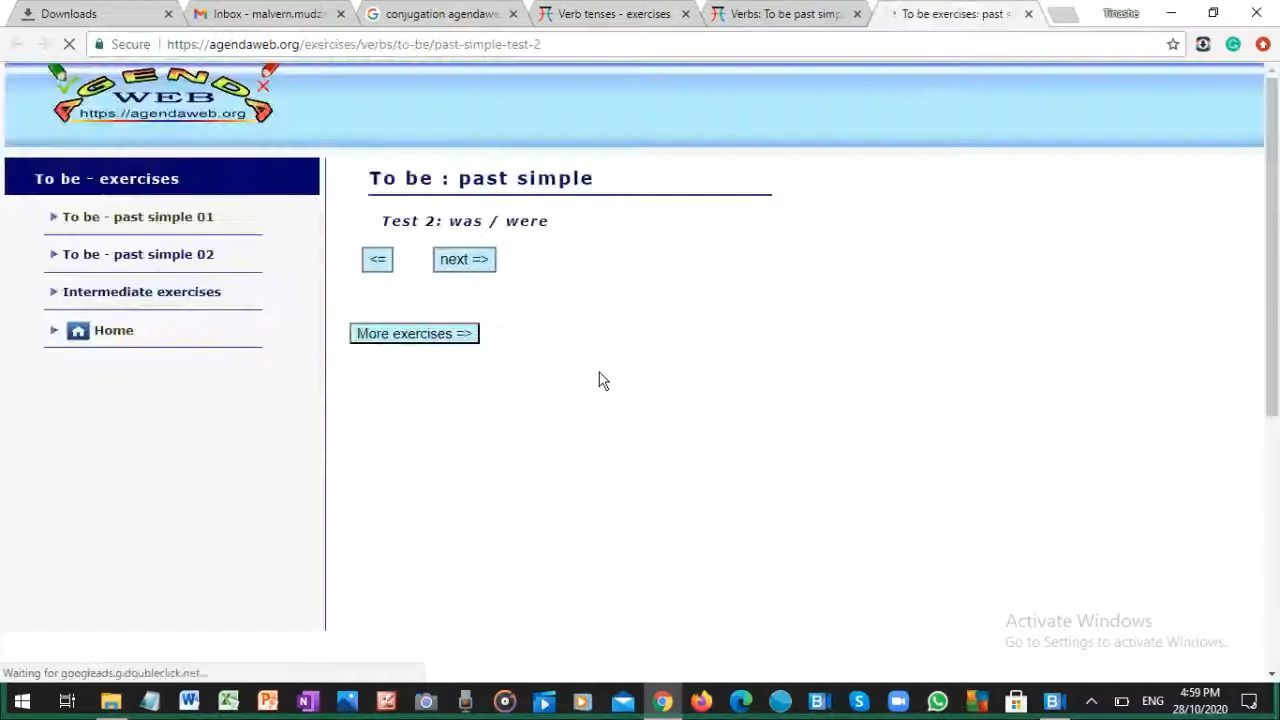 Downloads
Inbox - malvern.mudz
conjugation agendawe
Verb tenses - exercises
Verbs: To be past simp
To be exercises: past s
Tinashe
Secure
https://agendaweb.org/exercises/verbs/to-be/past-simple-test-2
AGENDA
WEB
https://agendaweb.org
To be - exercises
To be - past simple 01
To be - past simple 02
Intermediate exercises
Home
To be : past simple
Test 2: was / were
<=
next =>
More exercises =>
Activate Windows
Go to Settings to activate Windows.
Waiting for googleads.g.doubleclick.net...
ENG
4:59 PM
28/10/2020